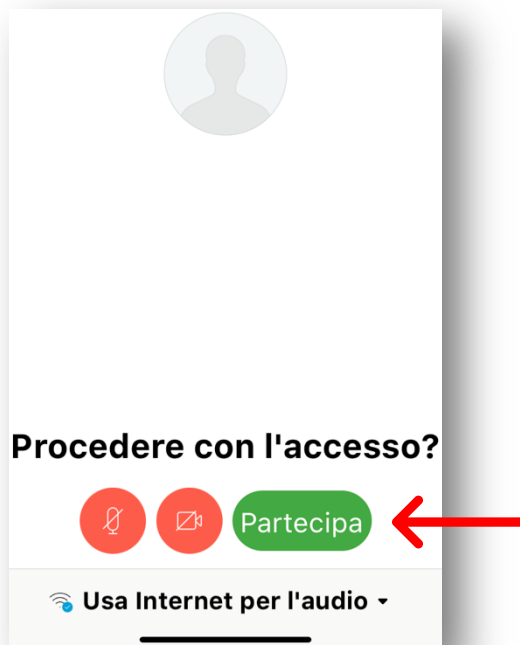 Procedere con l'accesso?
Partecipa
Usa Internet per l'audio